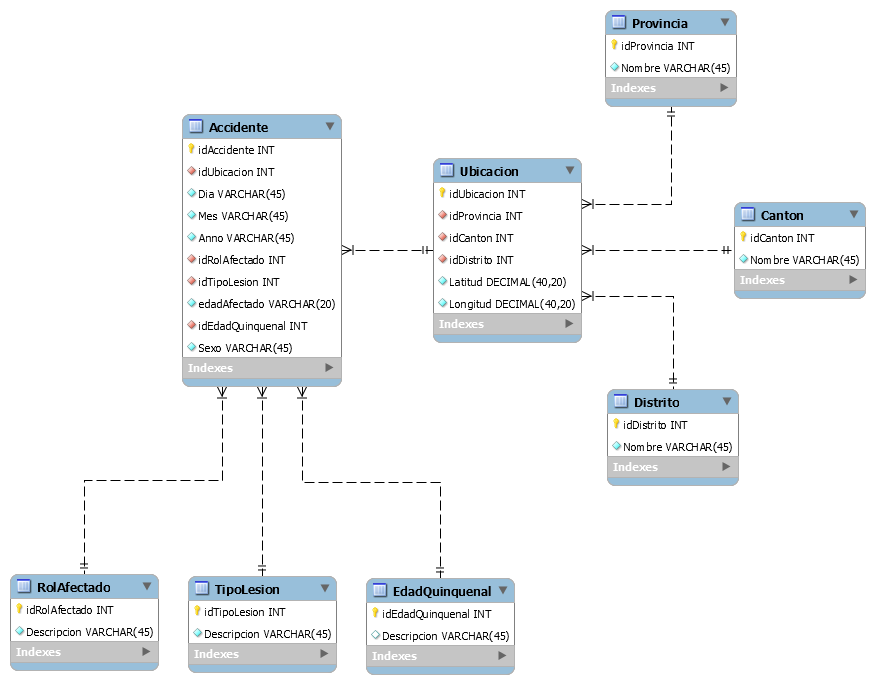 Provincia
idProvincia INT
Nombre VARCHAR(45)
Indexes
Accidente
idAccidente INT
idUbicacion INT
Dia VARCHAR(45)
Mes VARCHAR(45)
Anno VARCHAR(45)
idRolAfectado INT
idTipoLesion INT
edadAfectado VARCHAR(20)
idEdadQuinquenal INT
Sexo VARCHAR(45)
Indexes
Ubicacion
idUbicacion INT
idProvincia INT
idCanton INT
idDistrito INT
Latitud DECIMAL(40,20)
Longitud DECIMAL(40,20)
Indexes
Canton
idCanton INT
Nombre VARCHAR(45)
Indexes
Distrito
idDistrito INT
Nombre VARCHAR(45)
Indexes
RolAfectado
idRolAfectado INT
Descripcion VARCHAR(45)
Indexes
TipoLesion
idTipoLesion INT
Descripcion VARCHAR(45)
Indexes
EdadQuinquenal
idEdadQuinquenal INT
Descripcion VARCHAR(45)
Indexes